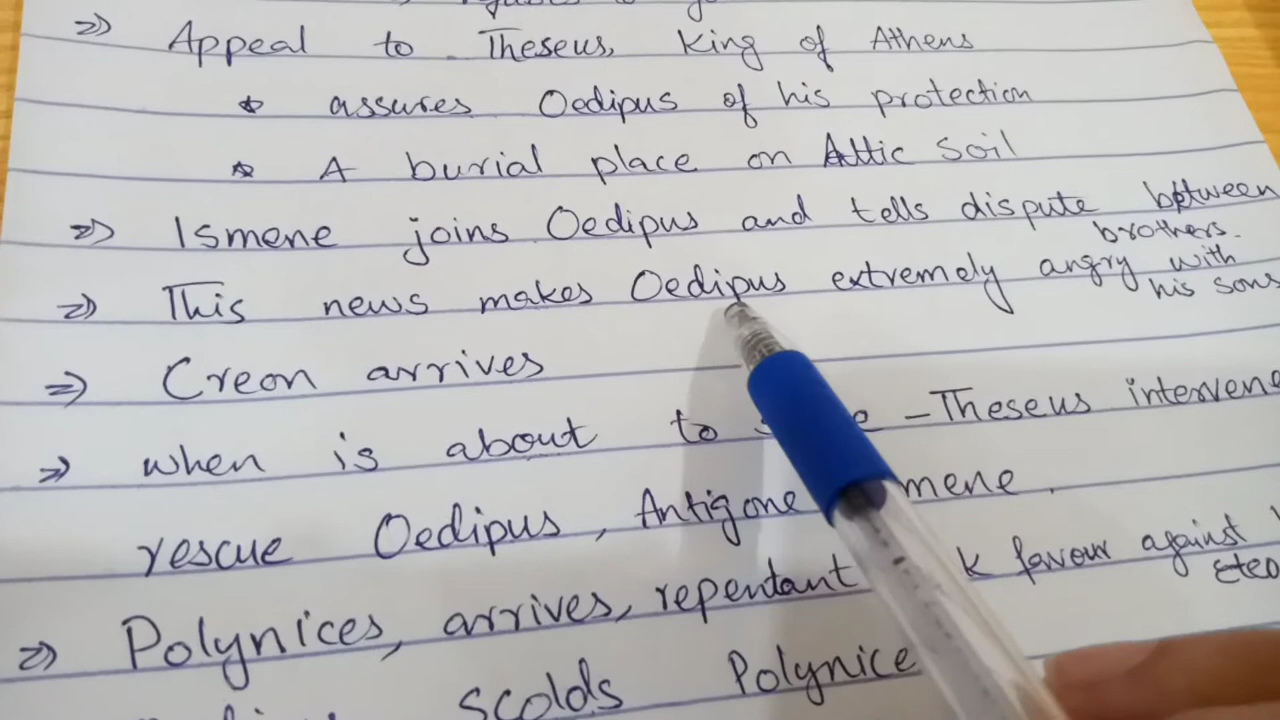 ⇒ Appeal to Theseus, King of Athens
* assures Oedipus of his protection
* A burial place on Attic Soil
⇒ Ismene joins Oedipus and tells dispute between brothers.
⇒ This news makes Oedipus extremely angry with his sons
⇒ Creon arrives
⇒ when is about to – Theseus intervene
rescue Oedipus, Antigone
⇒ Polynices, arrives, repentant favour against
scolds Polynice